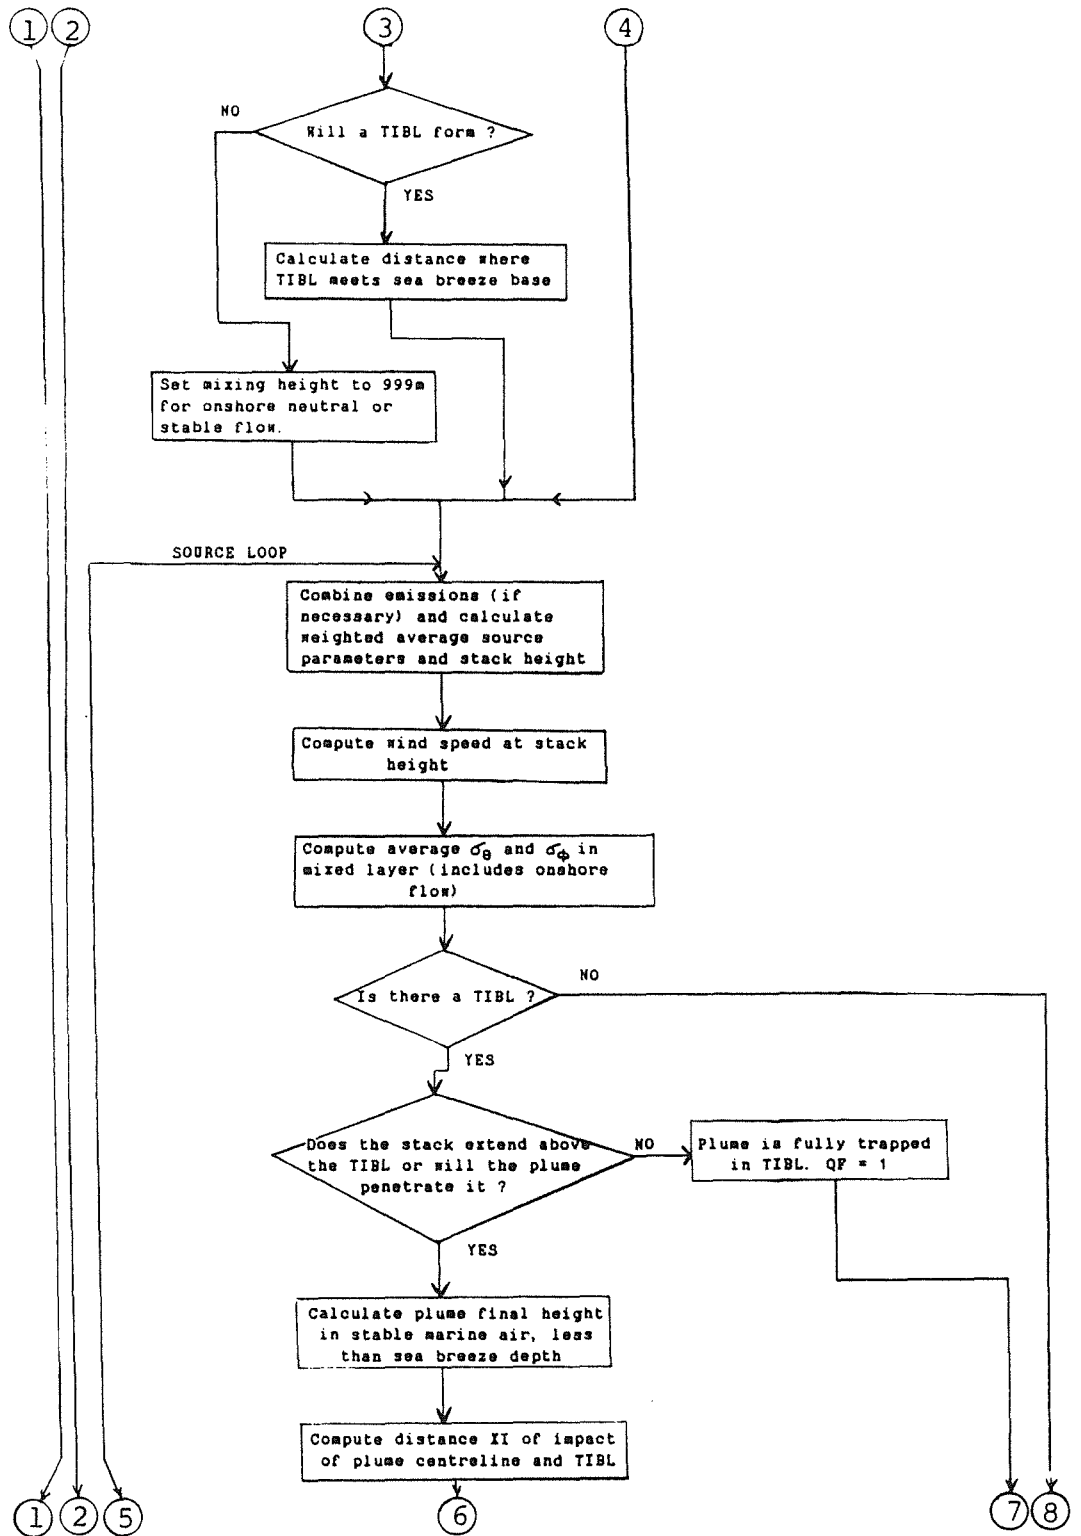 1 2 3 4
NO
Will a TIBL form ?
YES
Calculate distance where
TIBL meets sea breeze base
Set mixing height to 999m
for onshore neutral or
stable flow.
SOURCE LOOP
Combine emissions (if
necessary) and calculate
weighted average source
parameters and stack height
Compute wind speed at stack
height
Compute average σθ and σϕ in
mixed layer (includes onshore
flow)
NO
Is there a TIBL ?
YES
Does the stack extend above
the TIBL or will the plume
penetrate it ?
NO
Plume is fully trapped
in TIBL. QF = 1
YES
Calculate plume final height
in stable marine air, less
than sea breeze depth
Compute distance XI of impact
of plume centreline and TIBL
1 2 5 6 7 8